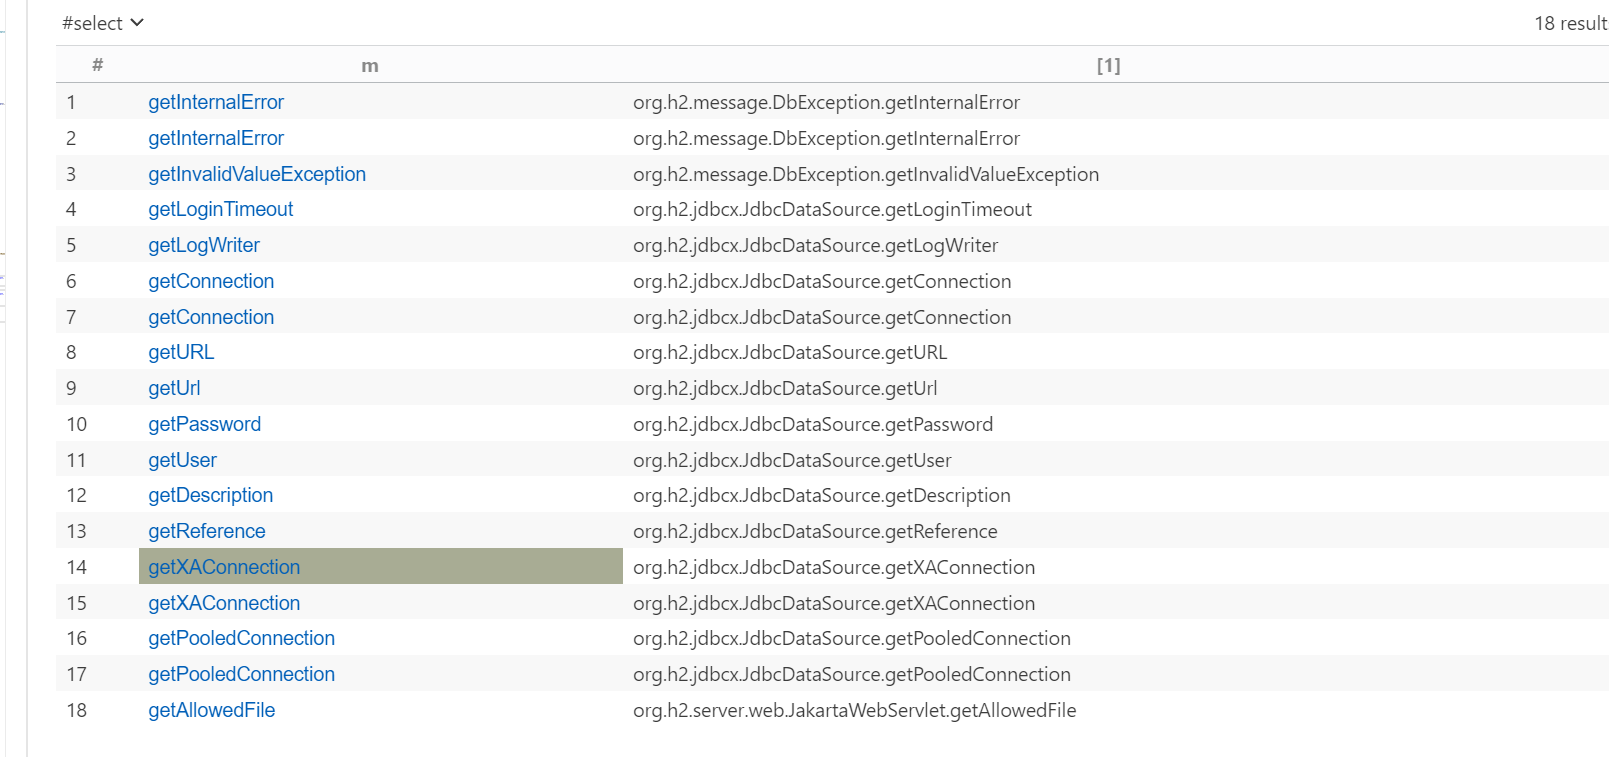 #select 18 result
# m [1]
1 getInternalError org.h2.message.DbException.getInternalError
2 getInternalError org.h2.message.DbException.getInternalError
3 getInvalidValueException org.h2.message.DbException.getInvalidValueException
4 getLoginTimeout org.h2.jdbcx.JdbcDataSource.getLoginTimeout
5 getLogWriter org.h2.jdbcx.JdbcDataSource.getLogWriter
6 getConnection org.h2.jdbcx.JdbcDataSource.getConnection
7 getConnection org.h2.jdbcx.JdbcDataSource.getConnection
8 getURL org.h2.jdbcx.JdbcDataSource.getURL
9 getUrl org.h2.jdbcx.JdbcDataSource.getUrl
10 getPassword org.h2.jdbcx.JdbcDataSource.getPassword
11 getUser org.h2.jdbcx.JdbcDataSource.getUser
12 getDescription org.h2.jdbcx.JdbcDataSource.getDescription
13 getReference org.h2.jdbcx.JdbcDataSource.getReference
14 getXAConnection org.h2.jdbcx.JdbcDataSource.getXAConnection
15 getXAConnection org.h2.jdbcx.JdbcDataSource.getXAConnection
16 getPooledConnection org.h2.jdbcx.JdbcDataSource.getPooledConnection
17 getPooledConnection org.h2.jdbcx.JdbcDataSource.getPooledConnection
18 getAllowedFile org.h2.server.web.JakartaWebServlet.getAllowedFile